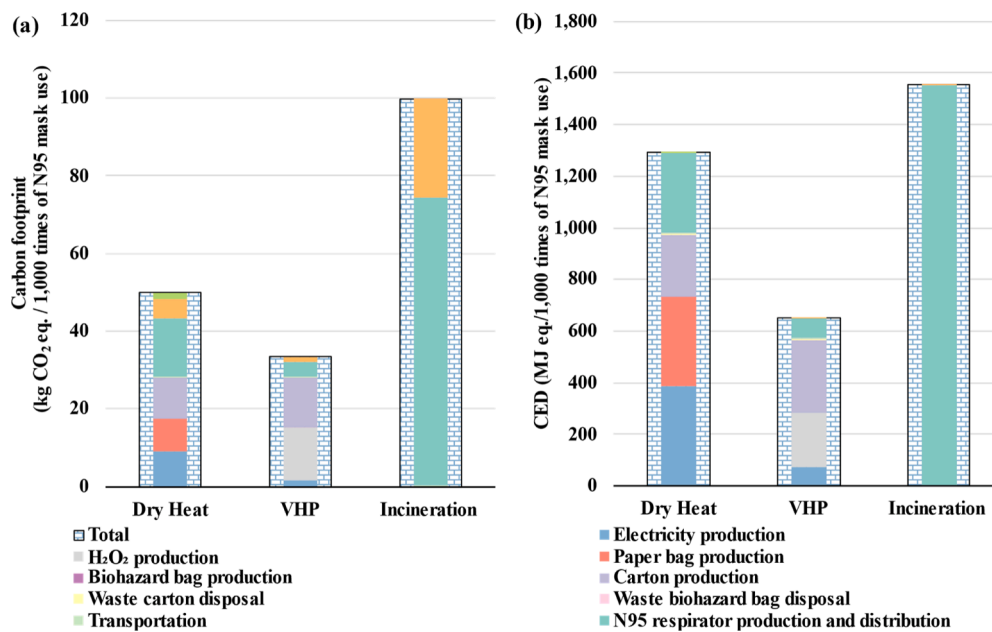 (a)
Carbon footprint
(kg CO₂ eq. / 1,000 times of N95 mask use)
120
100
80
60
40
20
0
Dry Heat VHP Incineration
(b)
CED (MJ eq./1,000 times of N95 mask use)
1,800
1,600
1,400
1,200
1,000
800
600
400
200
0
Dry Heat VHP Incineration
Total
H₂O₂ production
Biohazard bag production
Waste carton disposal
Transportation
Electricity production
Paper bag production
Carton production
Waste biohazard bag disposal
N95 respirator production and distribution